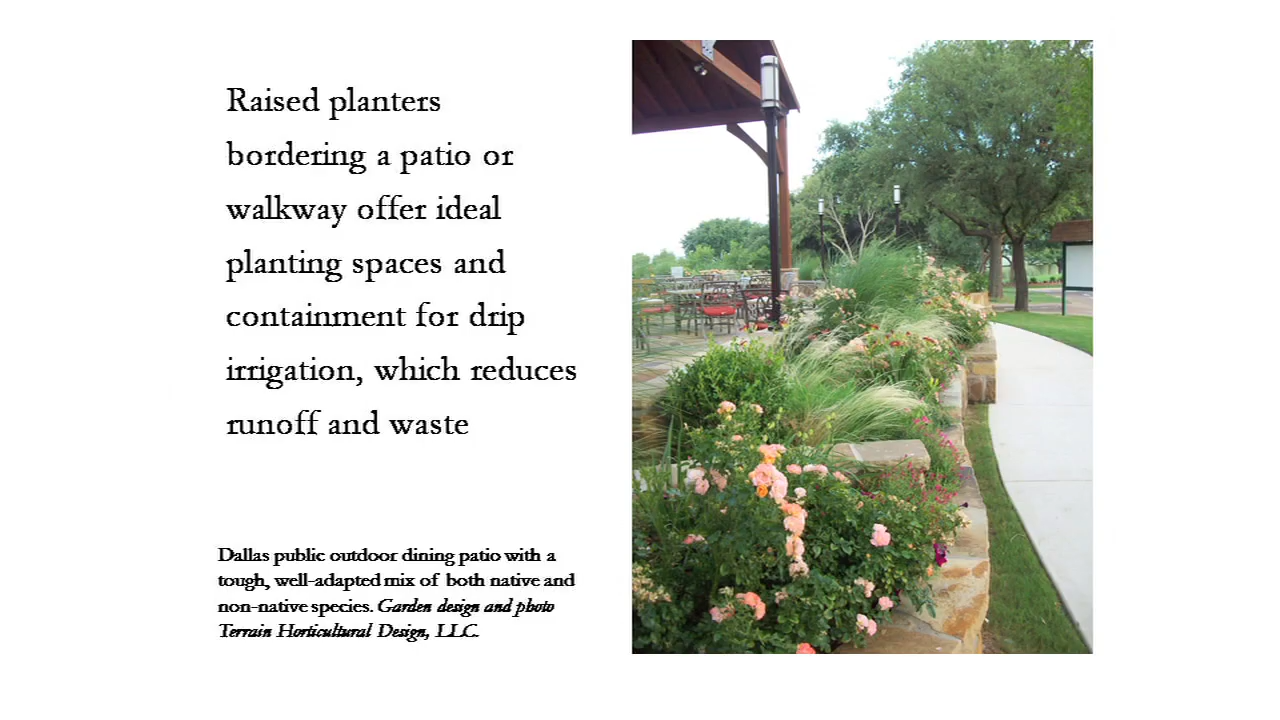 Raised planters
bordering a patio or
walkway offer ideal
planting spaces and
containment for drip
irrigation, which reduces
runoff and waste
Dallas public outdoor dining patio with a
tough, well-adapted mix of both native and
non-native species. Garden design and photo
Terrain Horticultural Design, LLC.